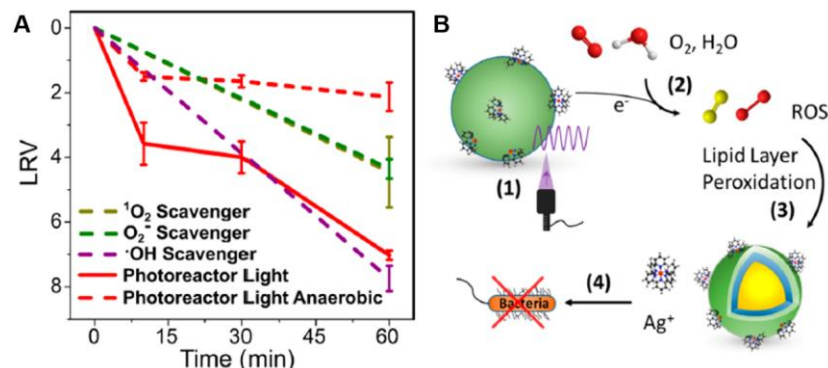 A
LRV
0
2
4
6
8
¹O₂ Scavenger
O₂⁻ Scavenger
·OH Scavenger
Photoreactor Light
Photoreactor Light Anaerobic
0 15 30 45 60
Time (min)
B
O₂, H₂O
(2)
e⁻
ROS
(1)
Lipid Layer
Peroxidation
(3)
(4)
Bacteria
Ag⁺